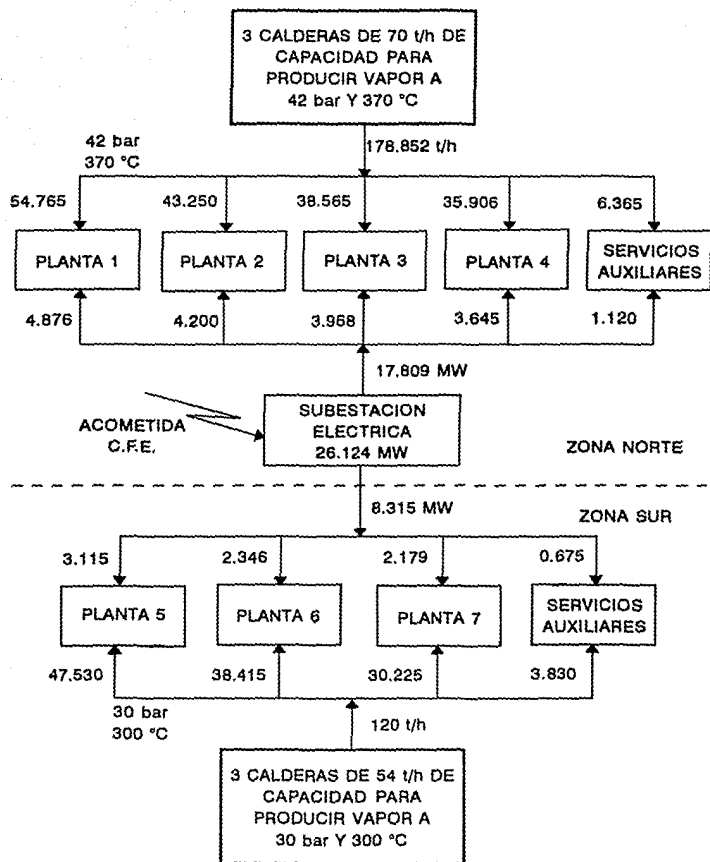 3 CALDERAS DE 70 t/h DE
CAPACIDAD PARA
PRODUCIR VAPOR A
42 bar Y 370 °C
42 bar
370 °C
178.852 t/h
54.765
43.250
38.565
35.906
6.365
PLANTA 1
PLANTA 2
PLANTA 3
PLANTA 4
SERVICIOS
AUXILIARES
4.876
4.200
3.968
3.645
1.120
17.809 MW
ACOMETIDA
C.F.E.
SUBESTACION
ELECTRICA
26.124 MW
ZONA NORTE
8.315 MW
ZONA SUR
3.115
2.346
2.179
0.675
PLANTA 5
PLANTA 6
PLANTA 7
SERVICIOS
AUXILIARES
47.530
38.415
30.225
3.830
30 bar
300 °C
120 t/h
3 CALDERAS DE 54 t/h DE
CAPACIDAD PARA
PRODUCIR VAPOR A
30 bar Y 300 °C